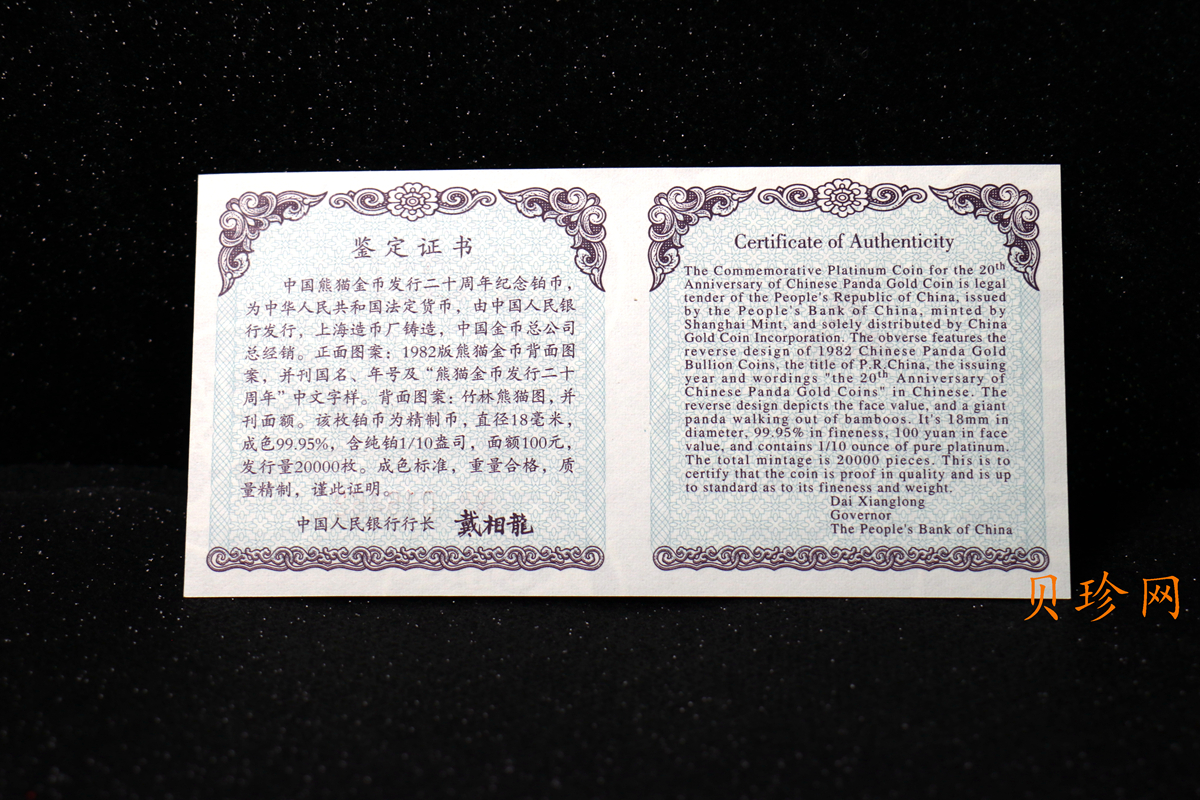 鉴定证书
中国熊猫金币发行二十周年纪念铂币，
为中华人民共和国法定货币，由中国人民银
行发行，上海造币厂铸造，中国金币总公司
总经销。正面图案：1982版熊猫金币背面图
案，并刊国名、年号及“熊猫金币发行二十
周年”中文字样。背面图案：竹林熊猫图，并
刊面额。该枚铂币为精制币，直径18毫米，
成色99.95%，含纯铂1/10盎司，面额100元，
发行量20000枚。成色标准，重量合格，质
量精制，谨此证明。
中国人民银行行长 戴相龍
Certificate of Authenticity
The Commemorative Platinum Coin for the 20th
Anniversary of Chinese Panda Gold Coin is legal
tender of the People's Republic of China, issued
by the People's Bank of China, minted by
Shanghai Mint, and solely distributed by China
Gold Coin Incorporation. The obverse features the
reverse design of 1982 Chinese Panda Gold
Bullion Coins, the title of P.R.China, the issuing
year and wordings "the 20th Anniversary of
Chinese Panda Gold Coins" in Chinese. The
reverse design depicts the face value, and a giant
panda walking out of bamboos. It's 18mm in
diameter, 99.95% in fineness, 100 yuan in face
value, and contains 1/10 ounce of pure platinum.
The total mintage is 20000 pieces. This is to
certify that the coin is proof in quality and is up
to standard as to its fineness and weight.
Dai Xianglong
Governor
The People's Bank of China
贝珍网